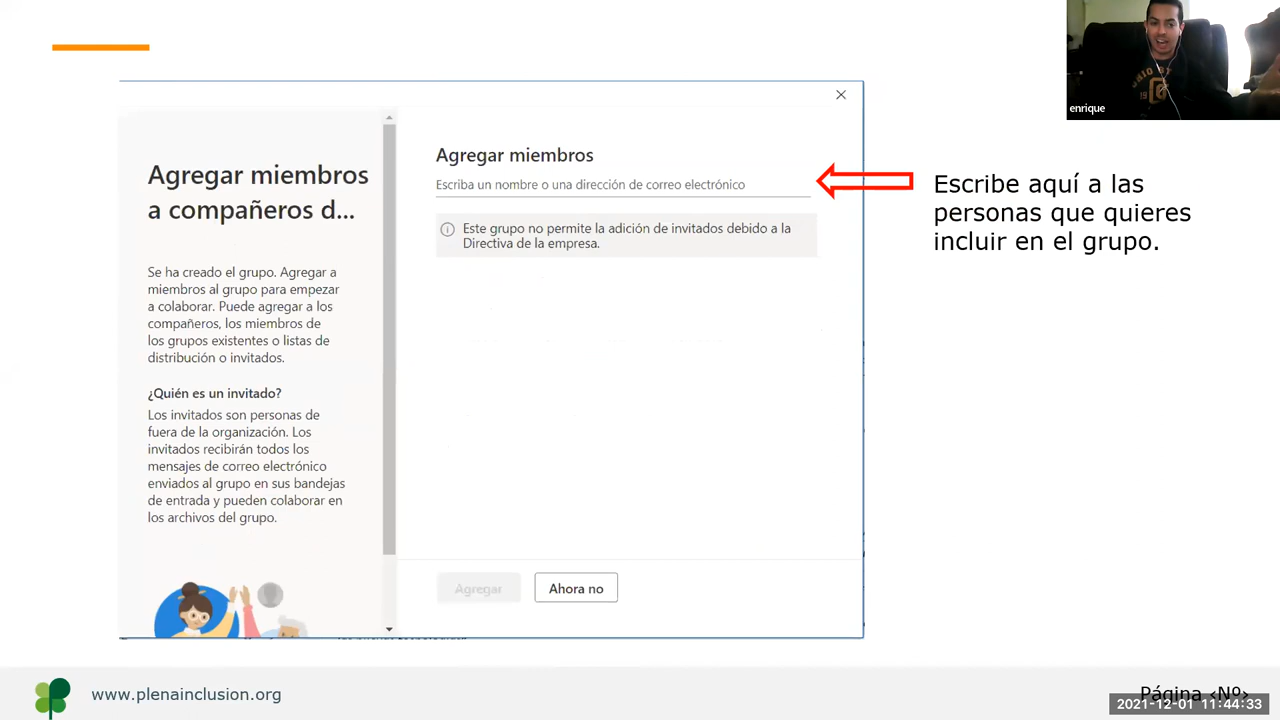 enrique
Agregar miembros
a compañeros d...
Se ha creado el grupo. Agregar a
miembros al grupo para empezar
a colaborar. Puede agregar a los
compañeros, los miembros de
los grupos existentes o listas de
distribución o invitados.
¿Quién es un invitado?
Los invitados son personas de
fuera de la organización. Los
invitados recibirán todos los
mensajes de correo electrónico
enviados al grupo en sus bandejas
de entrada y pueden colaborar en
los archivos del grupo.
Agregar miembros
Escriba un nombre o una dirección de correo electrónico
Este grupo no permite la adición de invitados debido a la
Directiva de la empresa.
Agregar
Ahora no
Escribe aquí a las
personas que quieres
incluir en el grupo.
www.plenainclusion.org
Página ‹Nº›
2021-12-01 11:44:33